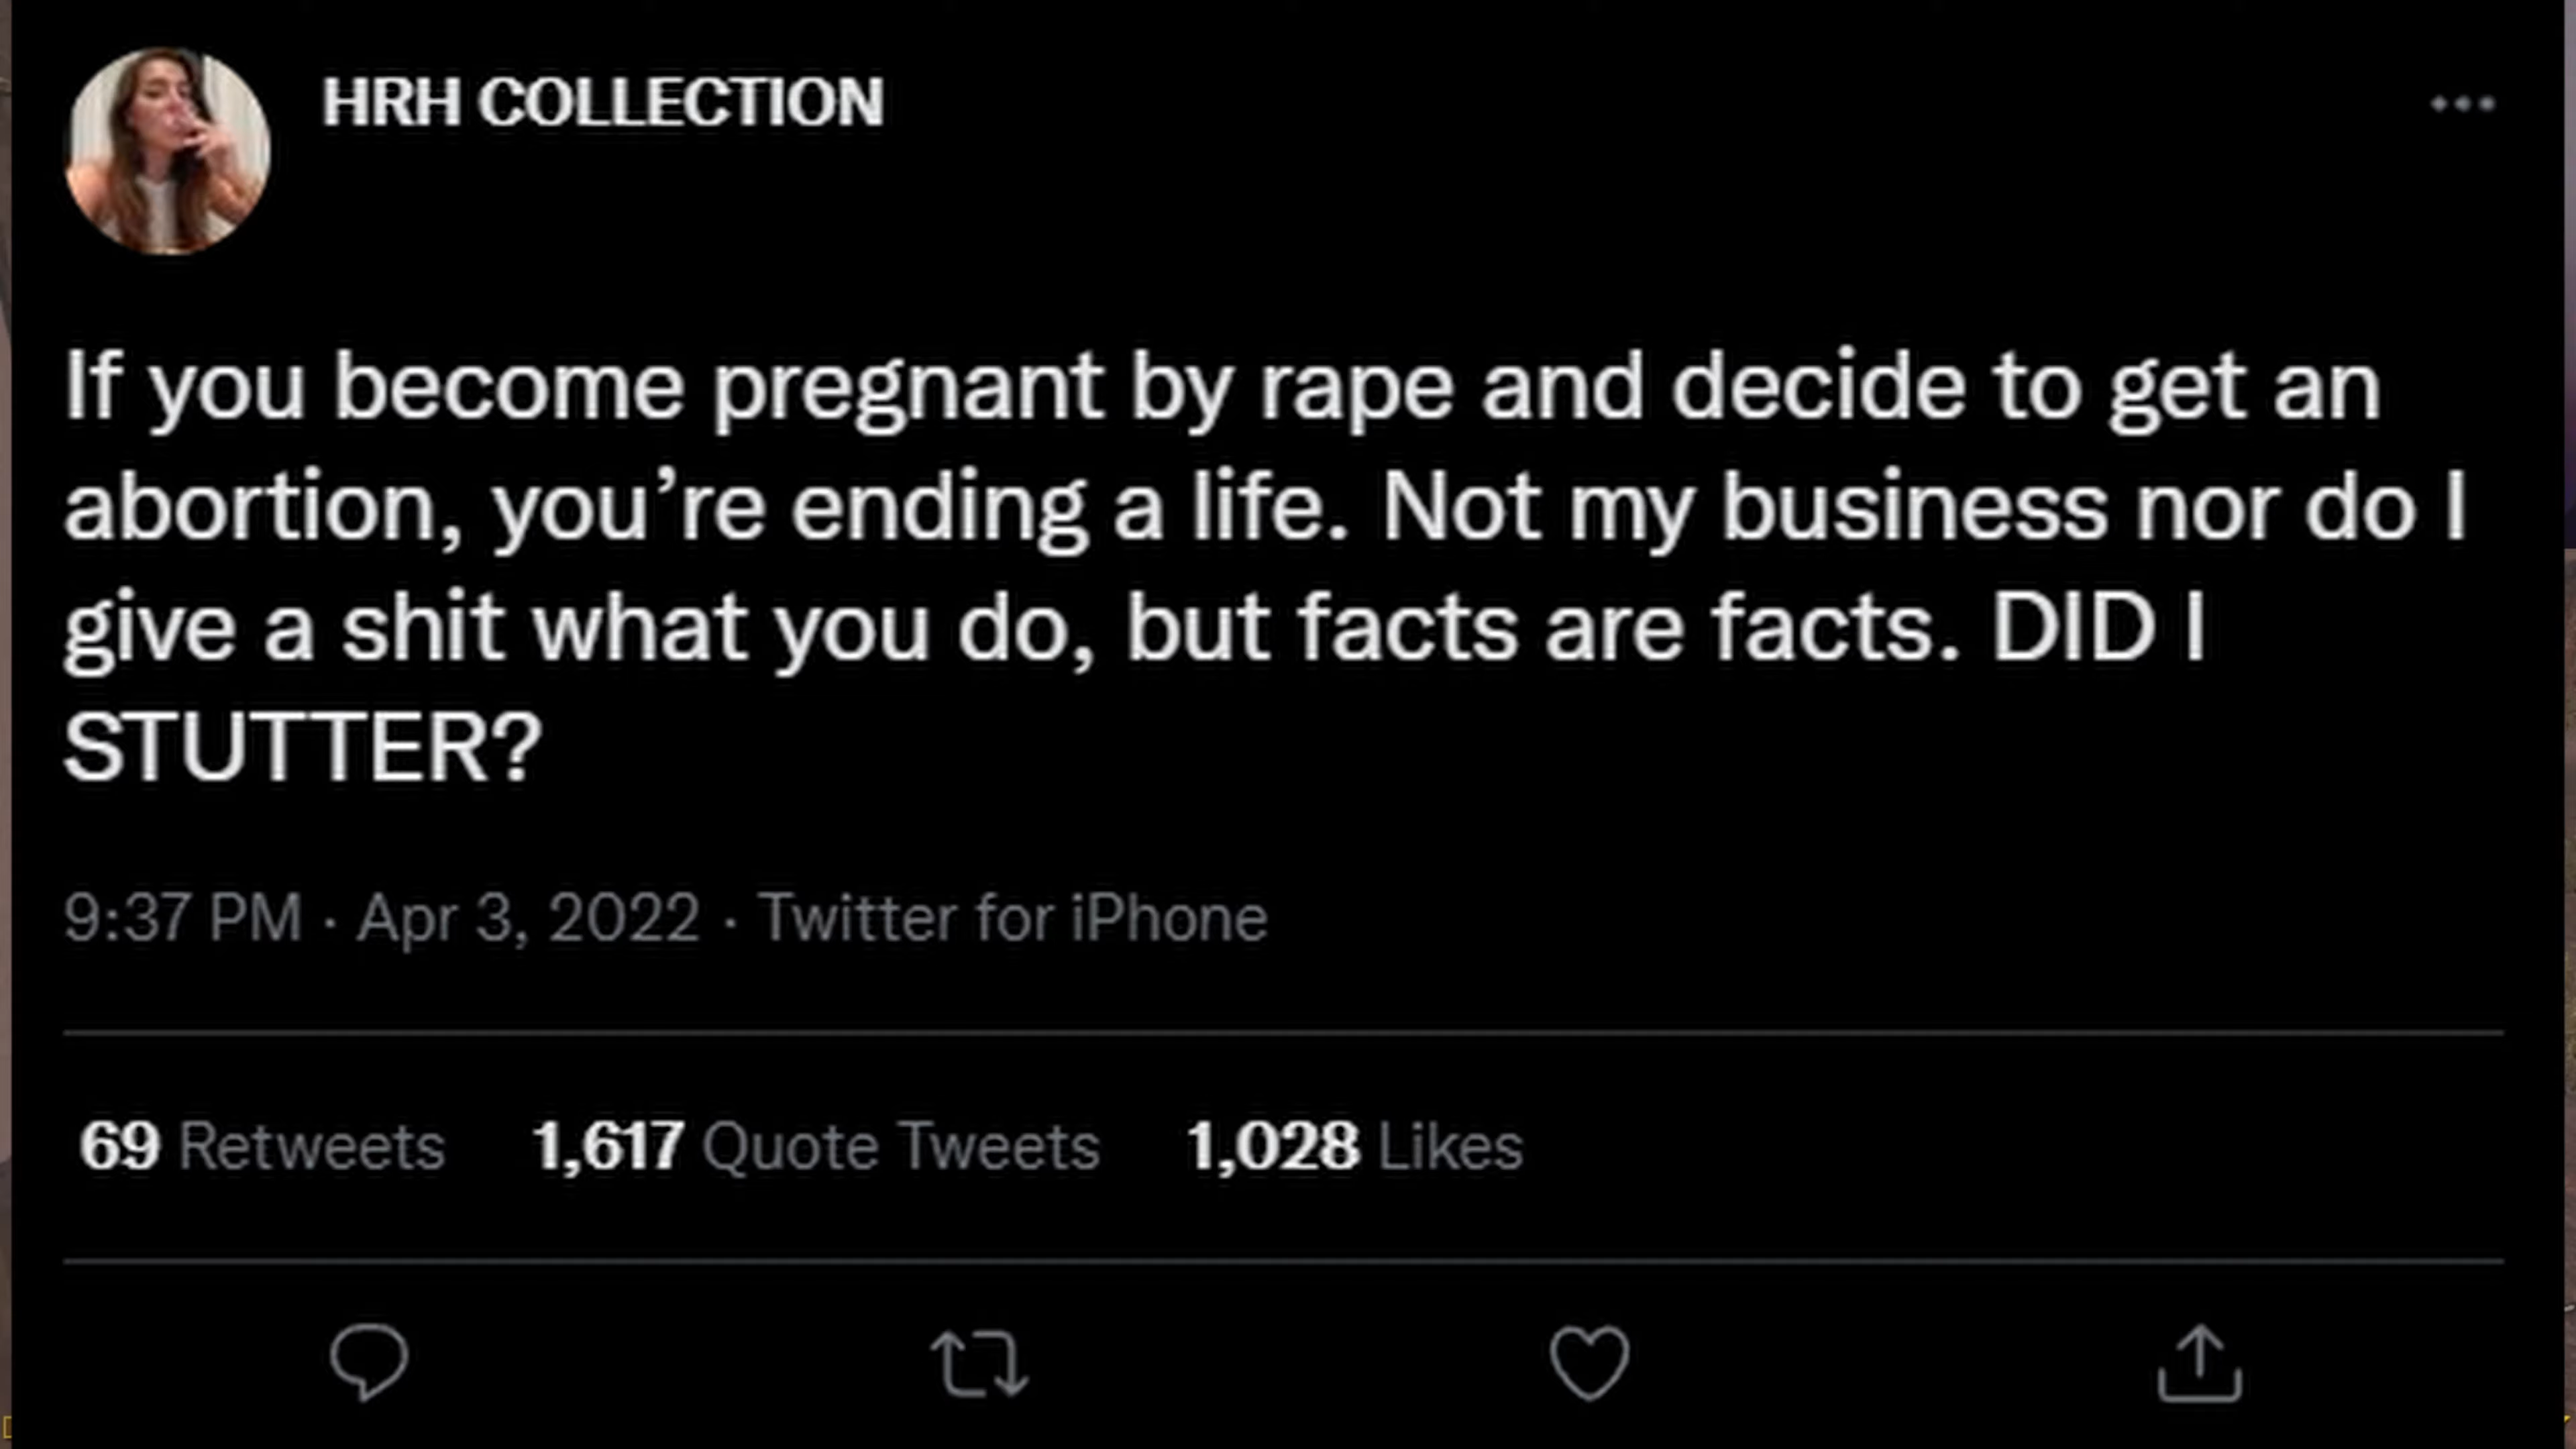 HRH COLLECTION
If you become pregnant by rape and decide to get an
abortion, you’re ending a life. Not my business nor do I
give a shit what you do, but facts are facts. DID I
STUTTER?
9:37 PM · Apr 3, 2022 · Twitter for iPhone
69 Retweets 1,617 Quote Tweets 1,028 Likes